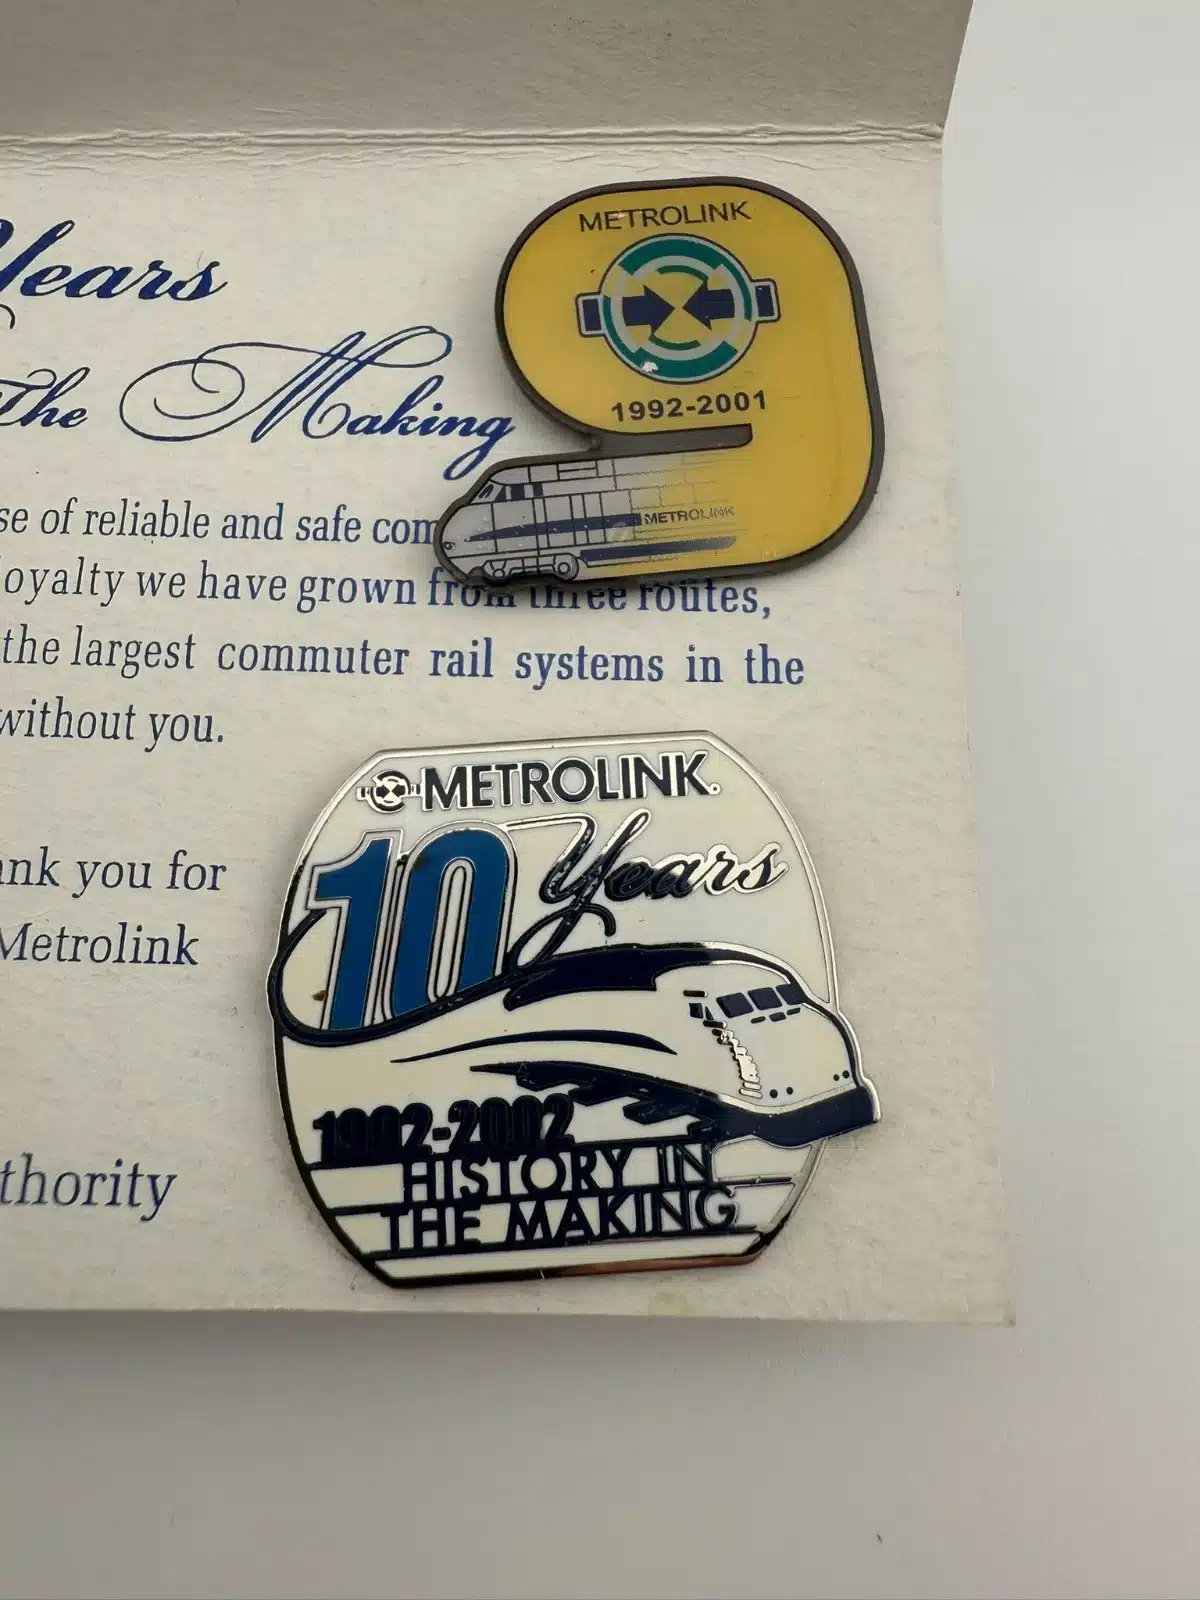 Years
The Making
se of reliable and safe com
loyalty we have grown from three routes,
the largest commuter rail systems in the
without you.
ank you for
Metrolink
thority
METROLINK
1992-2001
METROLINK
METROLINK
10 Years
1992-2002
HISTORY IN
THE MAKING